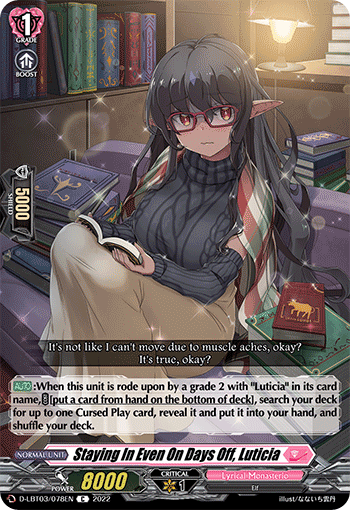 1
GRADE
BOOST
5000
SHIELD
It's not like I can't move due to muscle aches, okay?
It's true, okay?
AUTO:When this unit is rode upon by a grade 2 with "Luticia" in its card
name, [put a card from hand on the bottom of deck], search your deck
for up to one Cursed Play card, reveal it and put it into your hand, and
shuffle your deck.
NORMAL UNIT
Staying In Even On Days Off, Luticia
POWER
8000
CRITICAL
1
Lyrical Monasterio
Elf
D-LBT03/078EN C 2022
illust/なないち雲丹